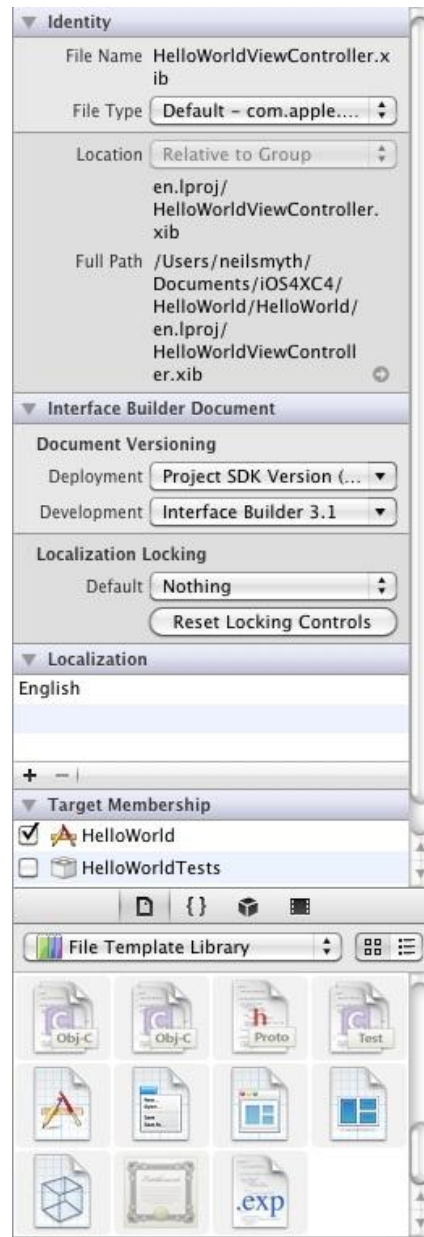 Identity
File Name HelloWorldViewController.x
ib
File Type Default - com.apple....
Location Relative to Group
en.lproj/
HelloWorldViewController.
xib
Full Path /Users/neilsmyth/
Documents/iOS4XC4/
HelloWorld/HelloWorld/
en.lproj/
HelloWorldViewControll
er.xib
Interface Builder Document
Document Versioning
Deployment Project SDK Version (...
Development Interface Builder 3.1
Localization Locking
Default Nothing
Reset Locking Controls
Localization
English
+ −
Target Membership
HelloWorld
HelloWorldTests
{}
File Template Library
C C h C
Obj-C Obj-C Proto Test
.exp